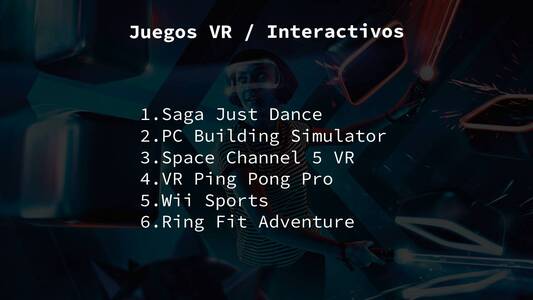 Juegos VR / Interactivos
1.Saga Just Dance
2.PC Building Simulator
3.Space Channel 5 VR
4.VR Ping Pong Pro
5.Wii Sports
6.Ring Fit Adventure